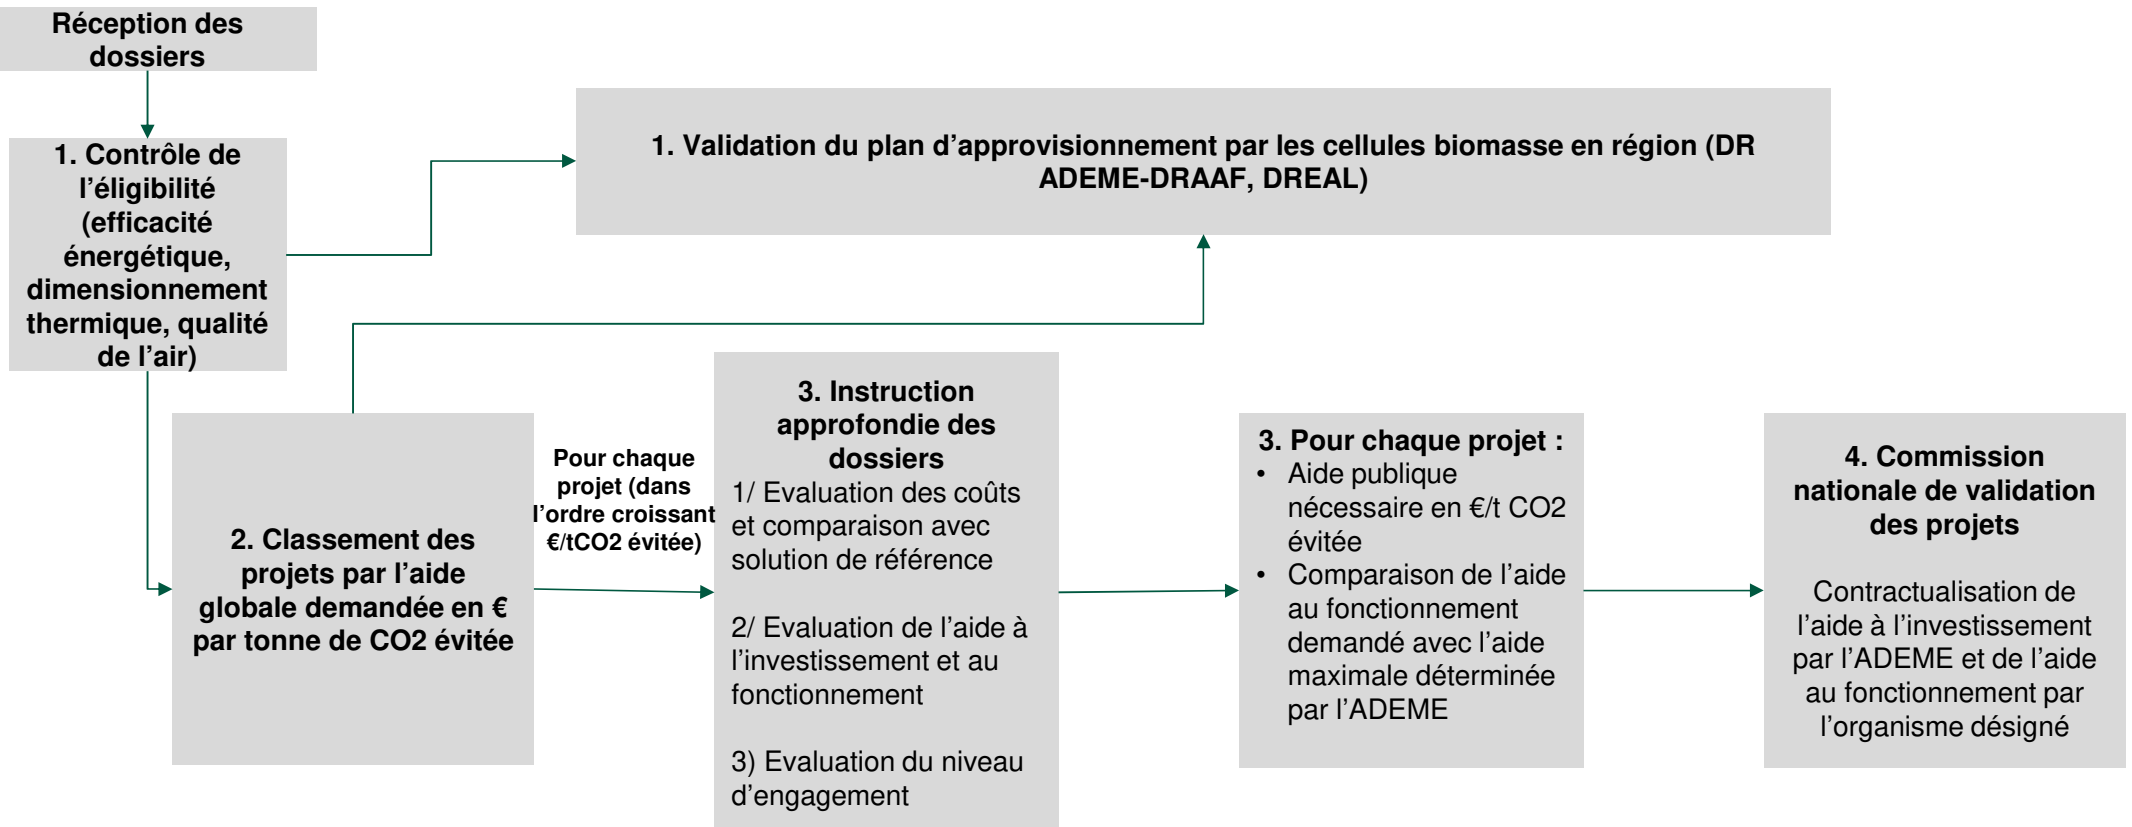 Réception des
dossiers
1. Contrôle de
l’éligibilité
(efficacité
énergétique,
dimensionnement
thermique, qualité
de l’air)
1. Validation du plan d’approvisionnement par les cellules biomasse en région (DR
ADEME-DRAAF, DREAL)
2. Classement des
projets par l’aide
globale demandée en €
par tonne de CO2 évitée
Pour chaque
projet (dans
l’ordre croissant
€/tCO2 évitée)
3. Instruction
approfondie des
dossiers
1/ Evaluation des coûts
et comparaison avec
solution de référence
2/ Evaluation de l’aide à
l’investissement et au
fonctionnement
3) Evaluation du niveau
d’engagement
3. Pour chaque projet :
• Aide publique
nécessaire en €/t CO2
évitée
• Comparaison de l’aide
au fonctionnement
demandé avec l’aide
maximale déterminée
par l’ADEME
4. Commission
nationale de validation
des projets
Contractualisation de
l’aide à l’investissement
par l’ADEME et de l’aide
au fonctionnement par
l’organisme désigné